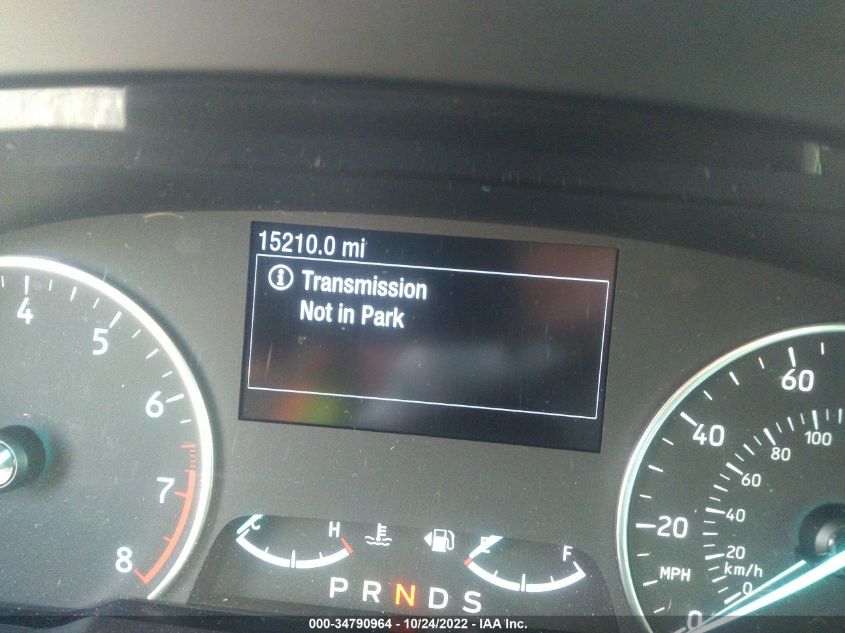 15210.0 mi
Transmission
Not in Park
4
5
6
7
8
C
H
E
F
P R N D S
0
20
40
60
MPH
0
20
40
60
80
100
km/h
000-34790964 - 10/24/2022 - IAA Inc.